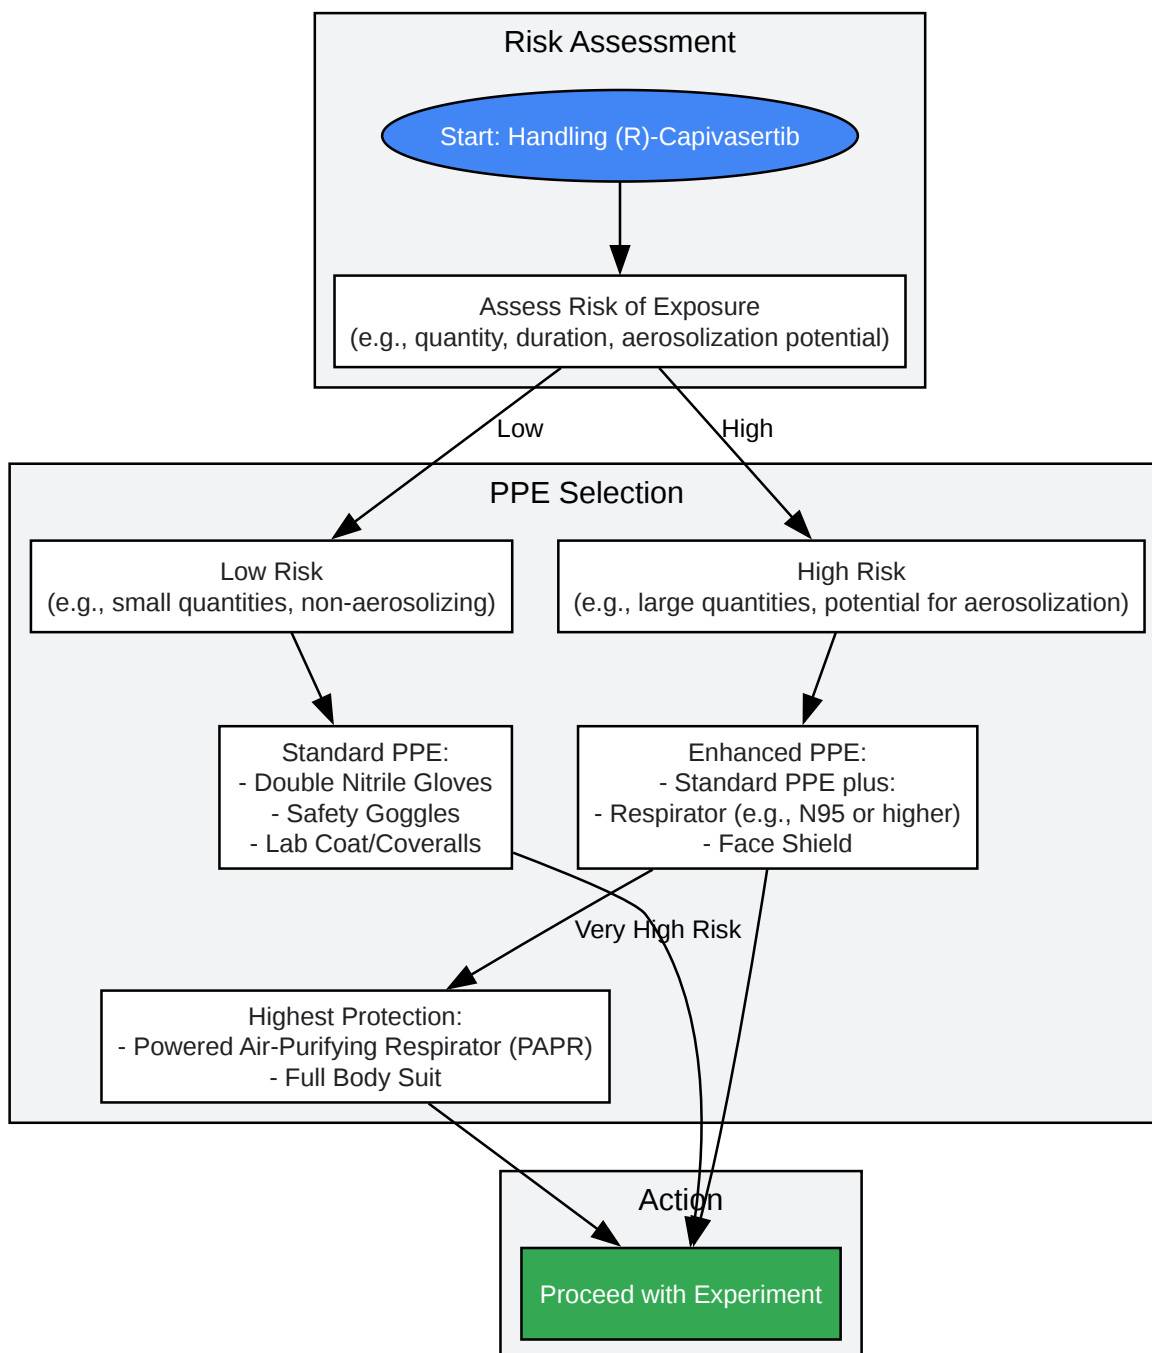 Risk Assessment
Start: Handling (R)-Capivasertib
Assess Risk of Exposure
(e.g., quantity, duration, aerosolization potential)
Low
High
PPE Selection
Low Risk
(e.g., small quantities, non-aerosolizing)
High Risk
(e.g., large quantities, potential for aerosolization)
Standard PPE:
- Double Nitrile Gloves
- Safety Goggles
- Lab Coat/Coveralls
Enhanced PPE:
- Standard PPE plus:
- Respirator (e.g., N95 or higher)
- Face Shield
Very High Risk
Highest Protection:
- Powered Air-Purifying Respirator (PAPR)
- Full Body Suit
Action
Proceed with Experiment